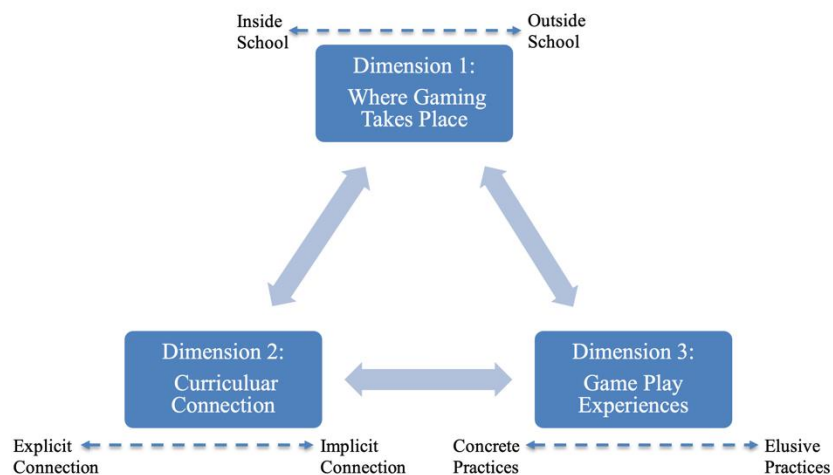 Inside
School
Outside
School
Dimension 1:
Where Gaming
Takes Place
Dimension 2:
Curriculuar
Connection
Dimension 3:
Game Play
Experiences
Explicit
Connection
Implicit
Connection
Concrete
Practices
Elusive
Practices